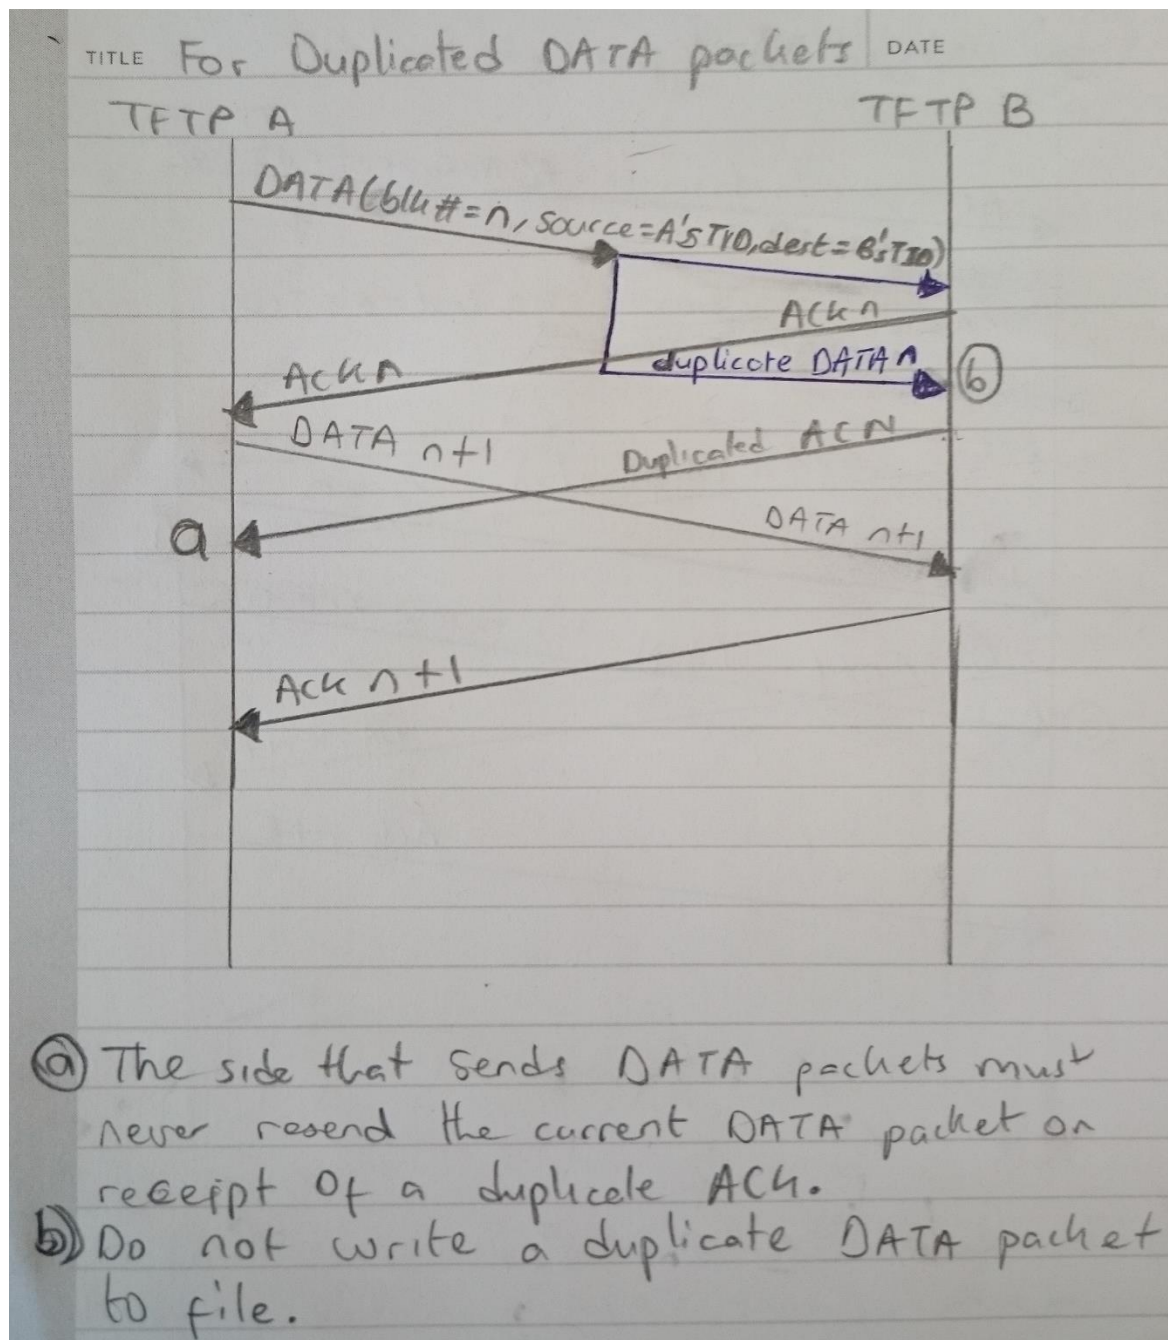 TITLE For Duplicated DATA packets DATE
TFTP A TFTP B
DATA(blk#=n, source=A's TID, dest=B's TID)
Ack n
duplicate DATA n
b
Ack n
DATA n+1
Duplicated ACN
DATA n+1
a
Ack n+1
a The side that sends DATA packets must
never resend the current DATA packet on
receipt Of a duplicate ACK.
b) Do not write a duplicate DATA packet
to file.